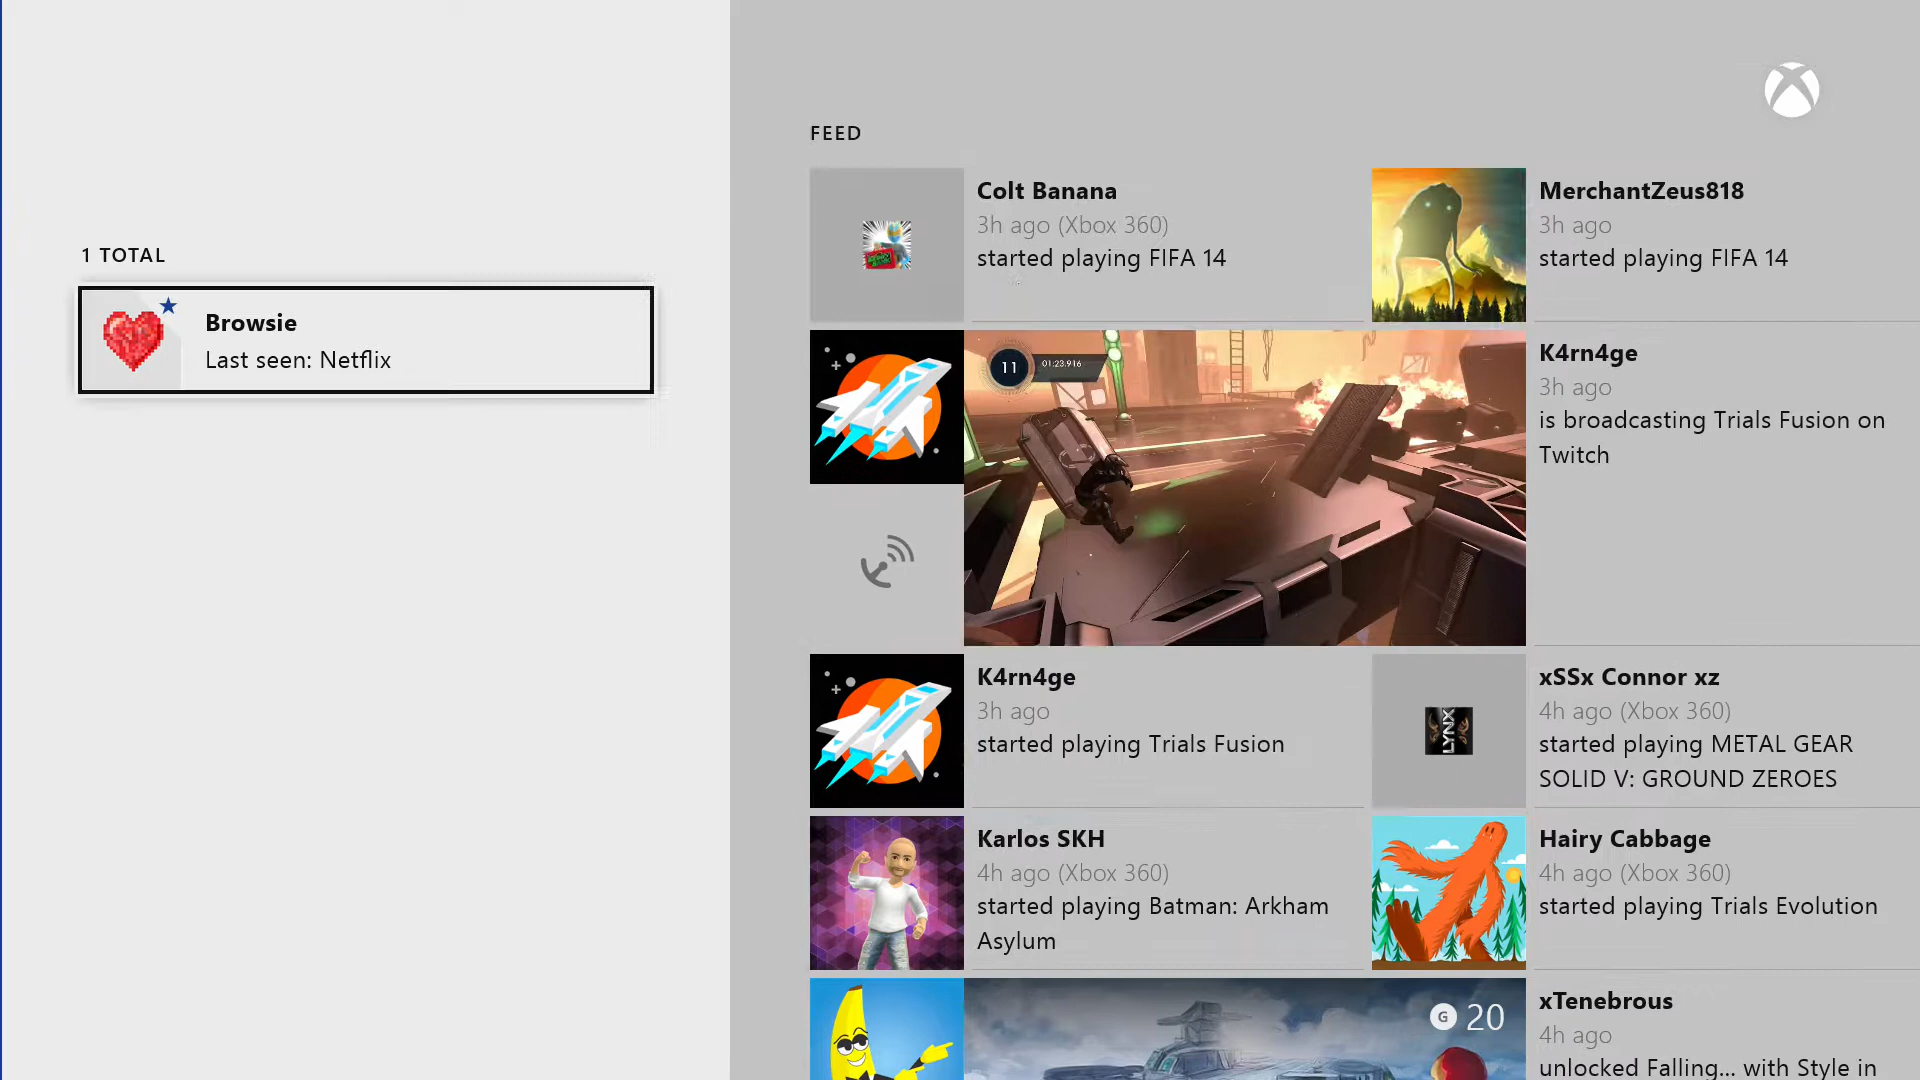 1 TOTAL
Browsie
Last seen: Netflix
FEED
Colt Banana
3h ago (Xbox 360)
started playing FIFA 14
MerchantZeus818
3h ago
started playing FIFA 14
11
01:23.916
K4rn4ge
3h ago
is broadcasting Trials Fusion on
Twitch
K4rn4ge
3h ago
started playing Trials Fusion
LYNX
xSSx Connor xz
4h ago (Xbox 360)
started playing METAL GEAR
SOLID V: GROUND ZEROES
Karlos SKH
4h ago (Xbox 360)
started playing Batman: Arkham
Asylum
Hairy Cabbage
4h ago (Xbox 360)
started playing Trials Evolution
G 20
xTenebrous
4h ago
unlocked Falling... with Style in